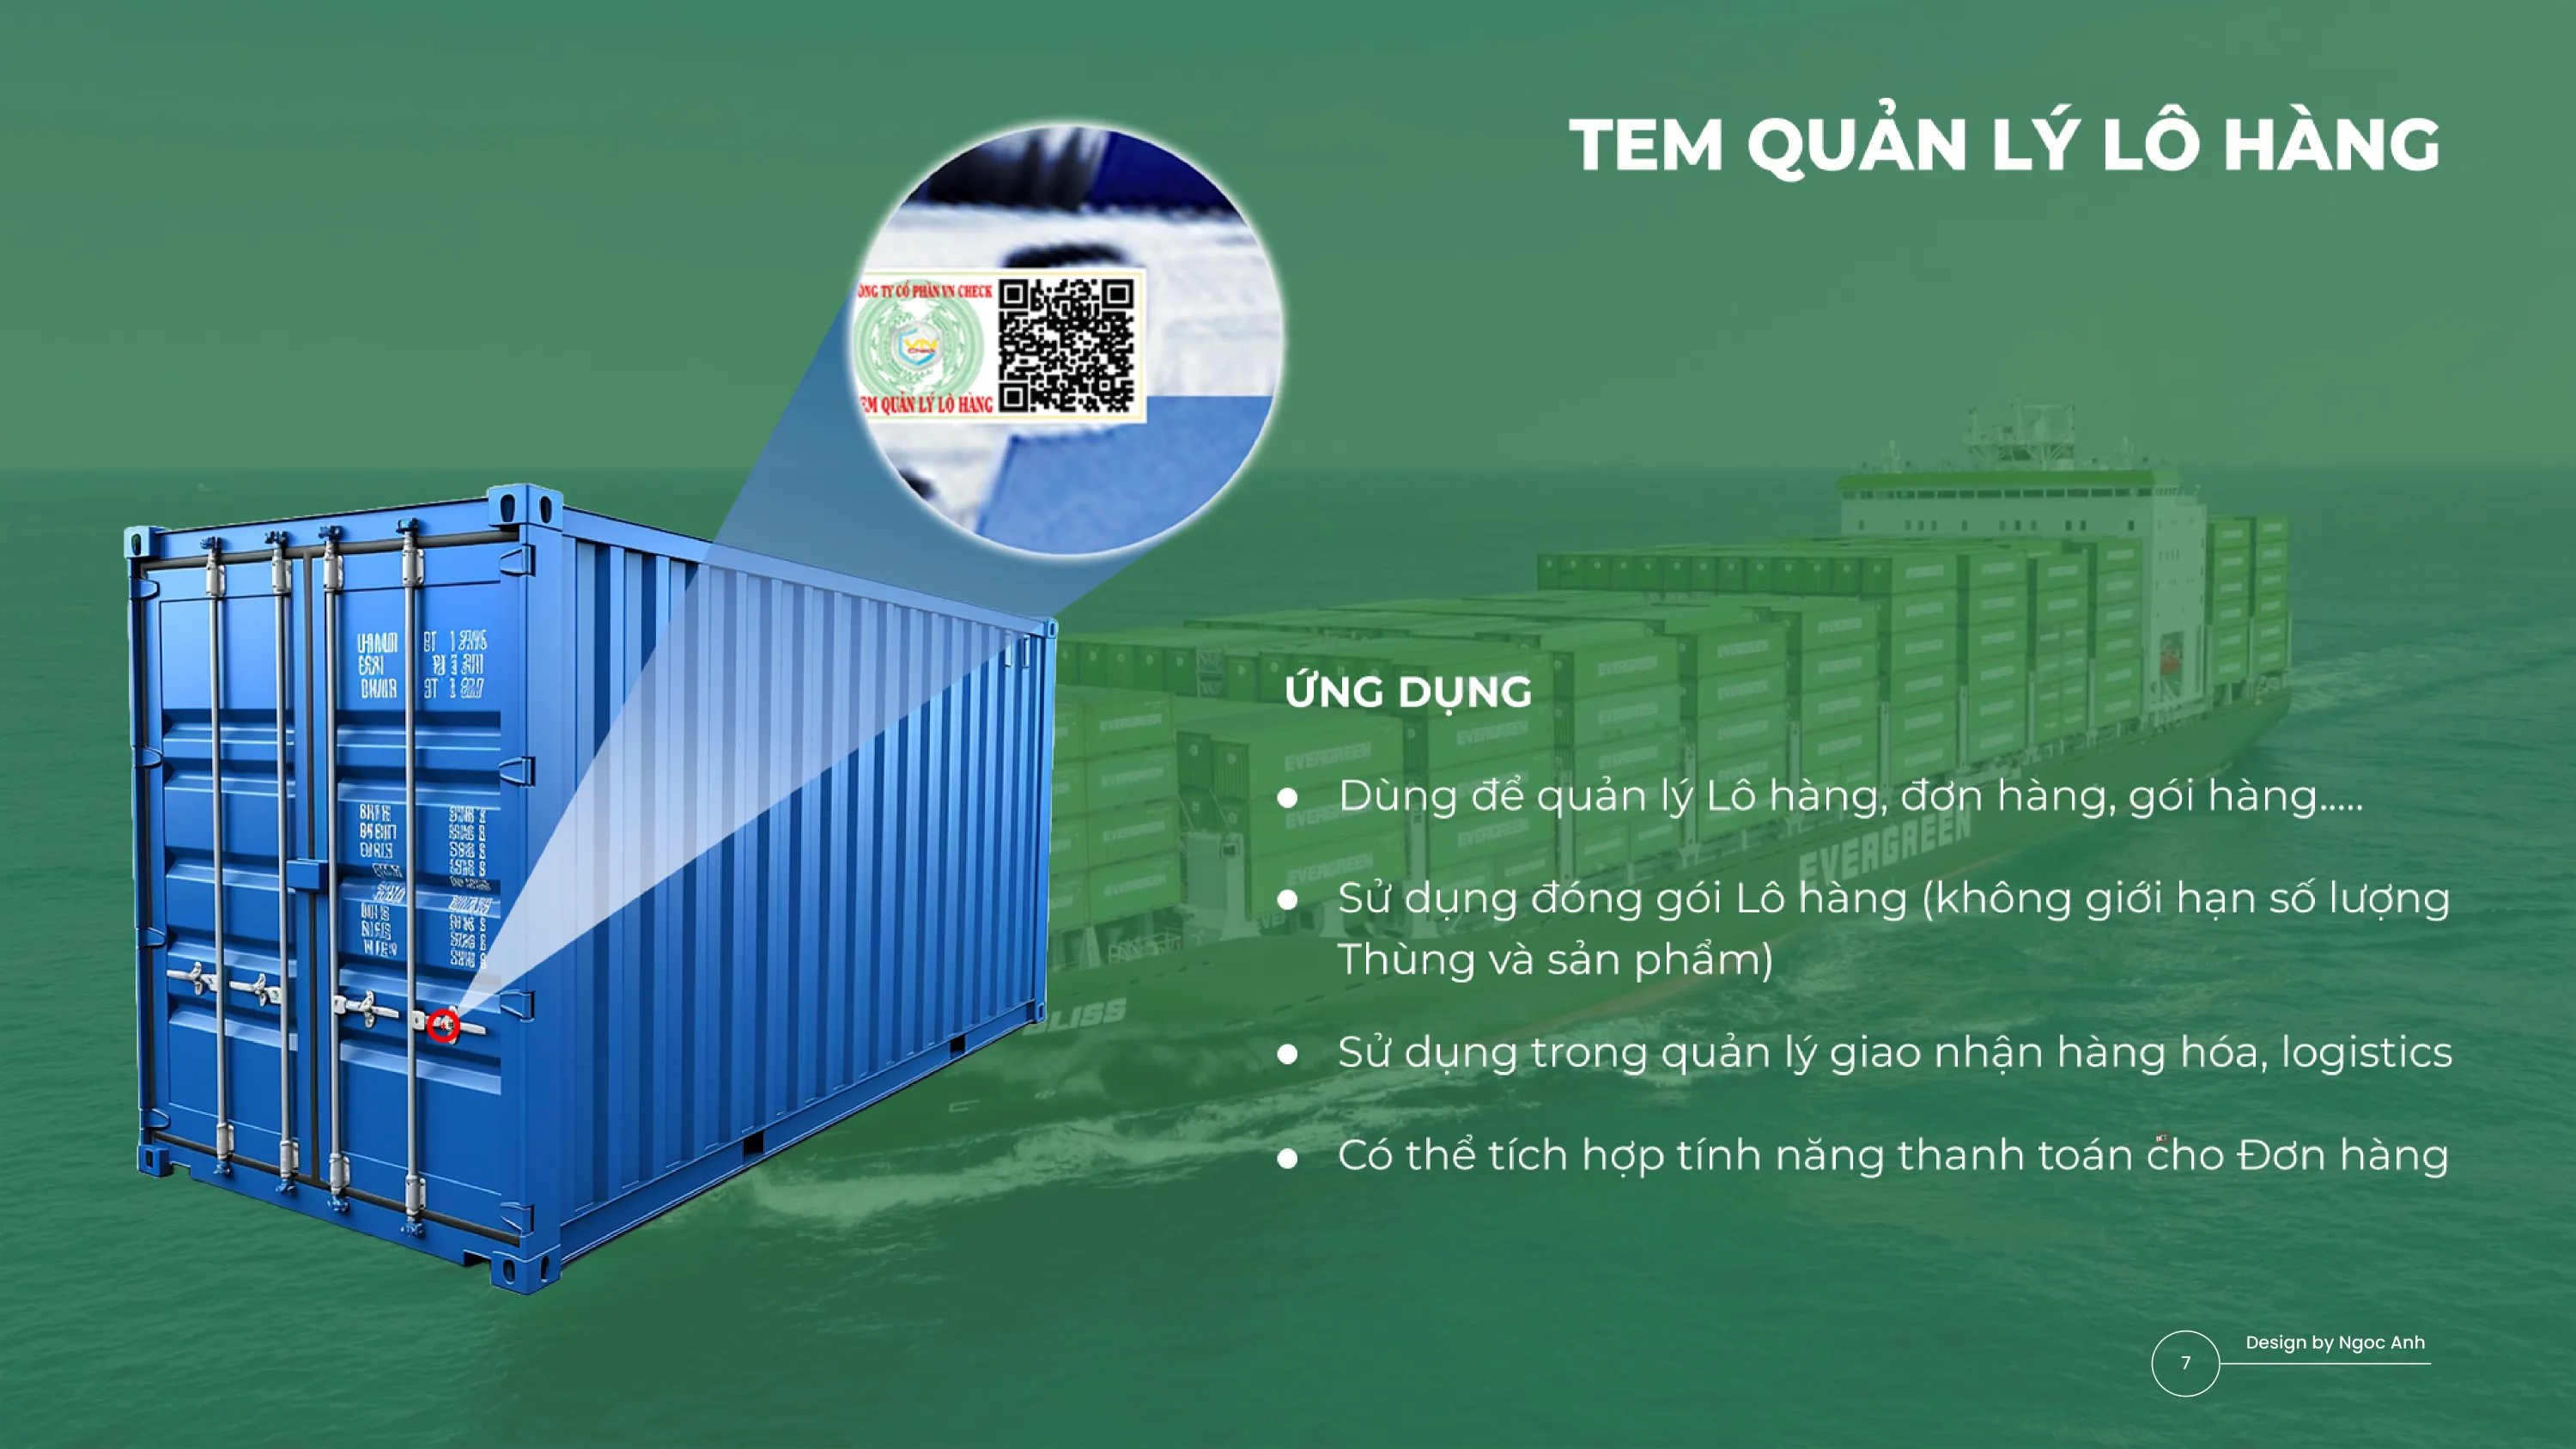 TEM QUẢN LÝ LÔ HÀNG
ÔNG TY CỔ PHẦN VN CHECK
VN
Check
EM QUẢN LÝ LÔ HÀNG
ỨNG DỤNG
● Dùng để quản lý Lô hàng, đơn hàng, gói hàng.....
● Sử dụng đóng gói Lô hàng (không giới hạn số lượng
Thùng và sản phẩm)
● Sử dụng trong quản lý giao nhận hàng hóa, logistics
● Có thể tích hợp tính năng thanh toán cho Đơn hàng
EVERGREEN
Design by Ngoc Anh
7